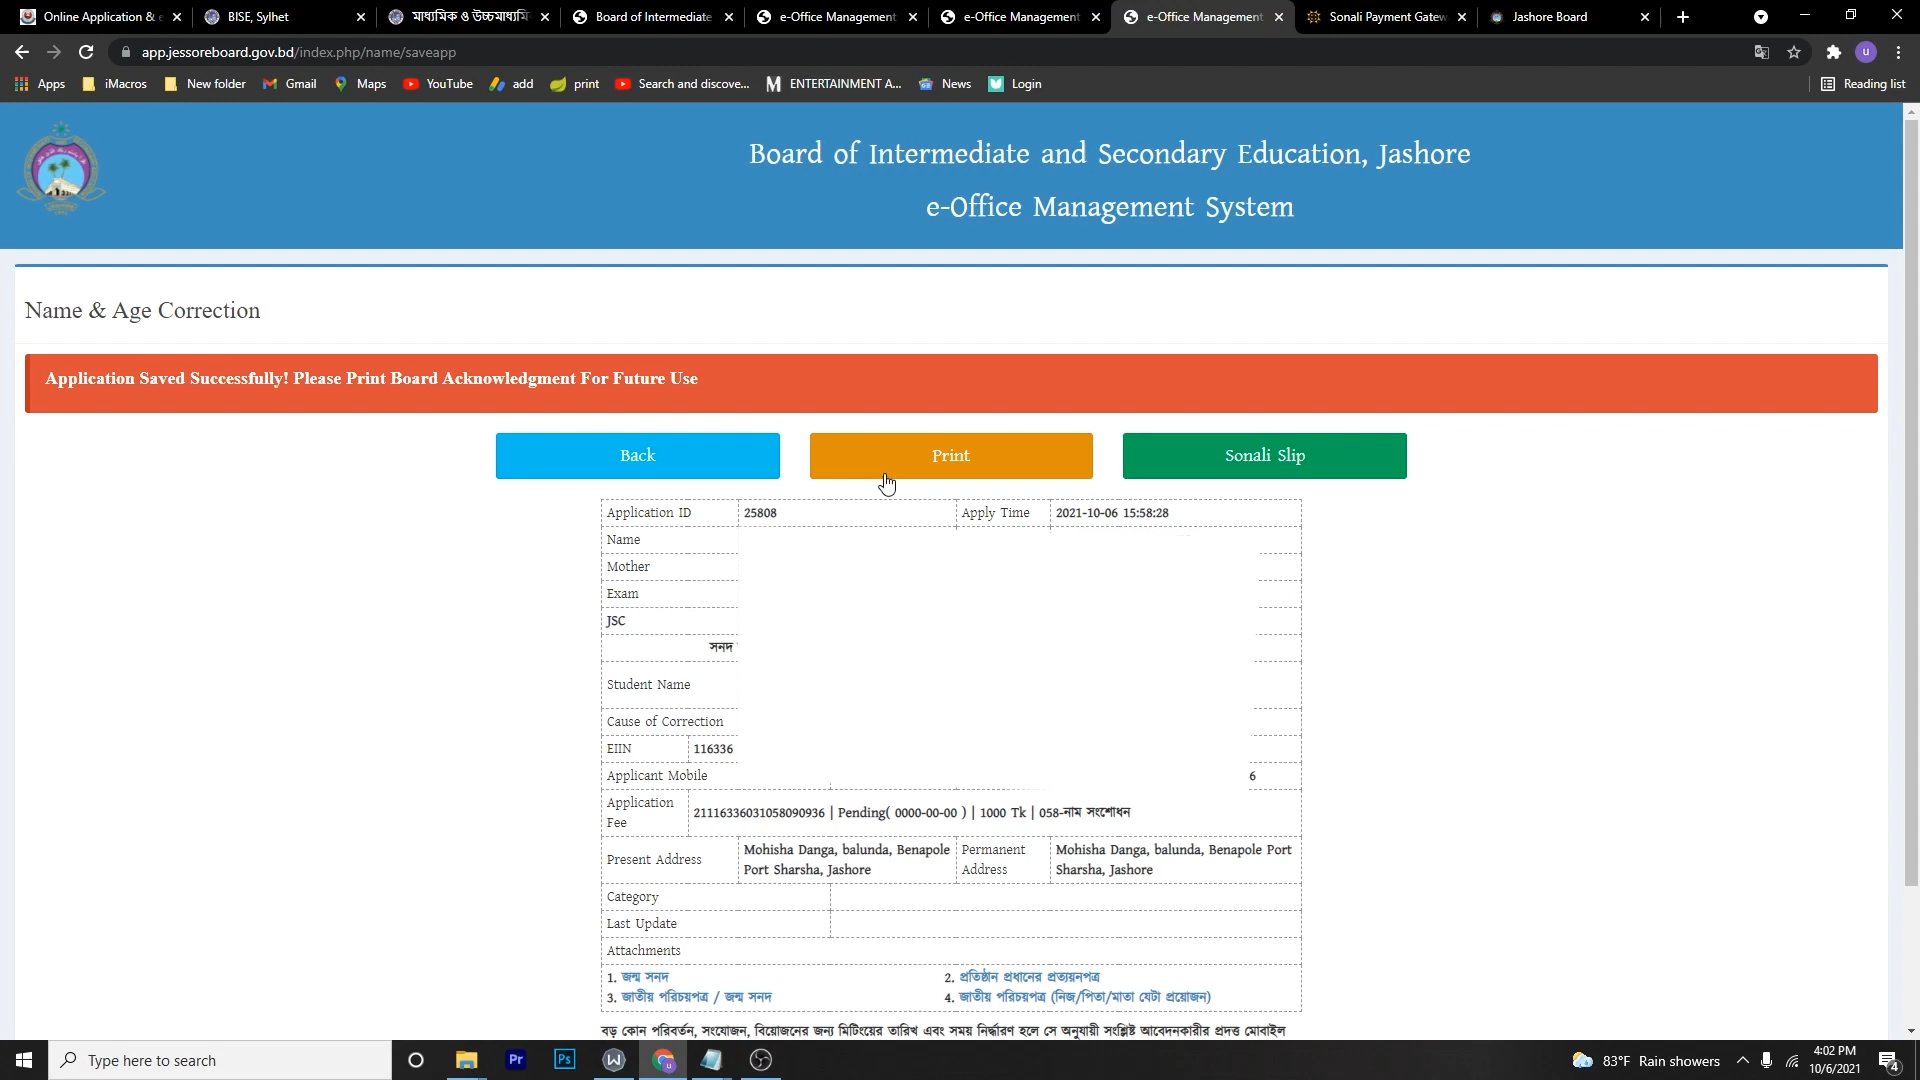 Online Application & e
BISE, Sylhet
মাধ্যমিক ও উচ্চমাধ্যমি
Board of Intermediate
e-Office Management
e-Office Management
e-Office Management
Sonali Payment Gatew
Jashore Board
app.jessoreboard.gov.bd/index.php/name/saveapp
Apps
iMacros
New folder
Gmail
Maps
YouTube
add
print
Search and discove...
ENTERTAINMENT A...
News
Login
Reading list
Board of Intermediate and Secondary Education, Jashore
e-Office Management System
Name & Age Correction
Application Saved Successfully! Please Print Board Acknowledgment For Future Use
Back
Print
Sonali Slip
Application ID 25808 Apply Time 2021-10-06 15:58:28
Name
Mother
Exam
JSC
সনদ
Student Name
Cause of Correction
EIIN 116336
Applicant Mobile 6
Application Fee 21116336031058090936 | Pending( 0000-00-00 ) | 1000 Tk | 058-নাম সংশোধন
Present Address Mohisha Danga, balunda, Benapole Port Sharsha, Jashore
Permanent Address Mohisha Danga, balunda, Benapole Port Sharsha, Jashore
Category
Last Update
Attachments
1. জন্ম সনদ
2. প্রতিষ্ঠান প্রধানের প্রত্যয়নপত্র
3. জাতীয় পরিচয়পত্র / জন্ম সনদ
4. জাতীয় পরিচয়পত্র (নিজ/পিতা/মাতা যেটা প্রয়োজন)
বড় কোন পরিবর্তন, সংযোজন, বিয়োজনের জন্য মিটিংয়ের তারিখ এবং সময় নির্দ্ধারণ হলে সে অনুযায়ী সংশ্লিষ্ট আবেদনকারীর প্রদত্ত মোবাইল
Type here to search
83°F Rain showers
4:02 PM
10/6/2021
4